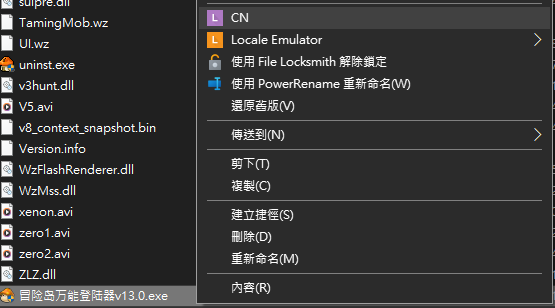 sulpre.dll
TamingMob.wz
UI.wz
uninst.exe
v3hunt.dll
V5.avi
v8_context_snapshot.bin
Version.info
WzFlashRenderer.dll
WzMss.dll
xenon.avi
zero1.avi
zero2.avi
ZLZ.dll
冒险岛万能登陆器v13.0.exe
CN
Locale Emulator
使用 File Locksmith 解除鎖定
使用 PowerRename 重新命名(W)
還原舊版(V)
傳送到(N)
剪下(T)
複製(C)
建立捷徑(S)
刪除(D)
重新命名(M)
內容(R)